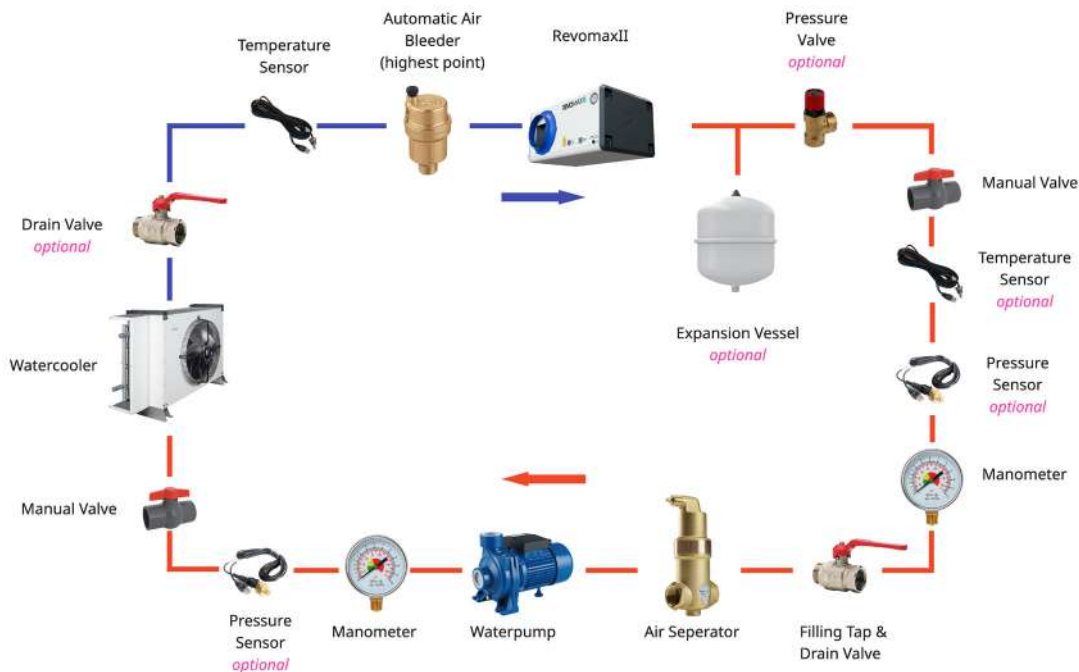 Automatic Air
Bleeder
(highest point)
RevomaxII
Pressure
Valve
optional
Temperature
Sensor
Manual Valve
Drain Valve
optional
Temperature
Sensor
optional
Expansion Vessel
optional
Watercooler
Pressure
Sensor
optional
Manometer
Manual Valve
Pressure
Sensor
optional
Manometer
Waterpump
Air Seperator
Filling Tap &
Drain Valve